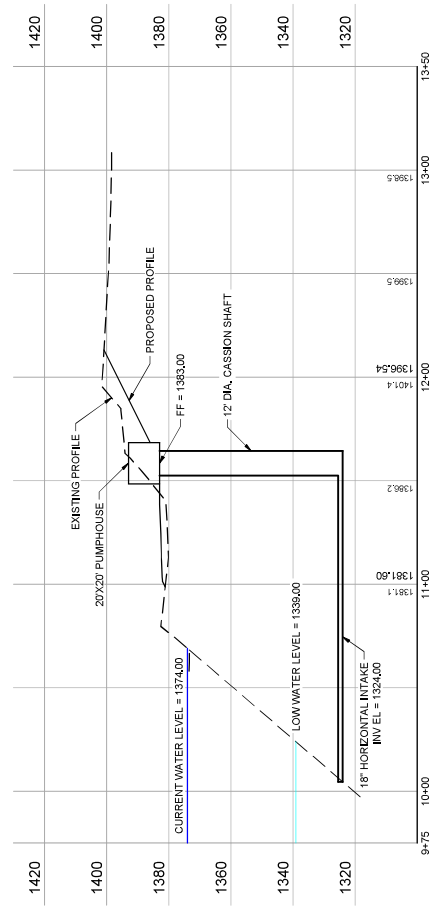 1420
1400
1380
1360
1340
1320
EXISTING PROFILE
20'X20' PUMPHOUSE
PROPOSED PROFILE
FF = 1383.00
12' DIA. CASSION SHAFT
CURRENT WATER LEVEL = 1374.00
LOW WATER LEVEL = 1339.00
18" HORIZONTAL INTAKE
INV EL = 1324.00
1420
1400
1380
1360
1340
1320
1381.1
1381.60
1386.2
1401.4
1396.54
1399.5
1398.5
9+75
10+00
11+00
12+00
13+00
13+50